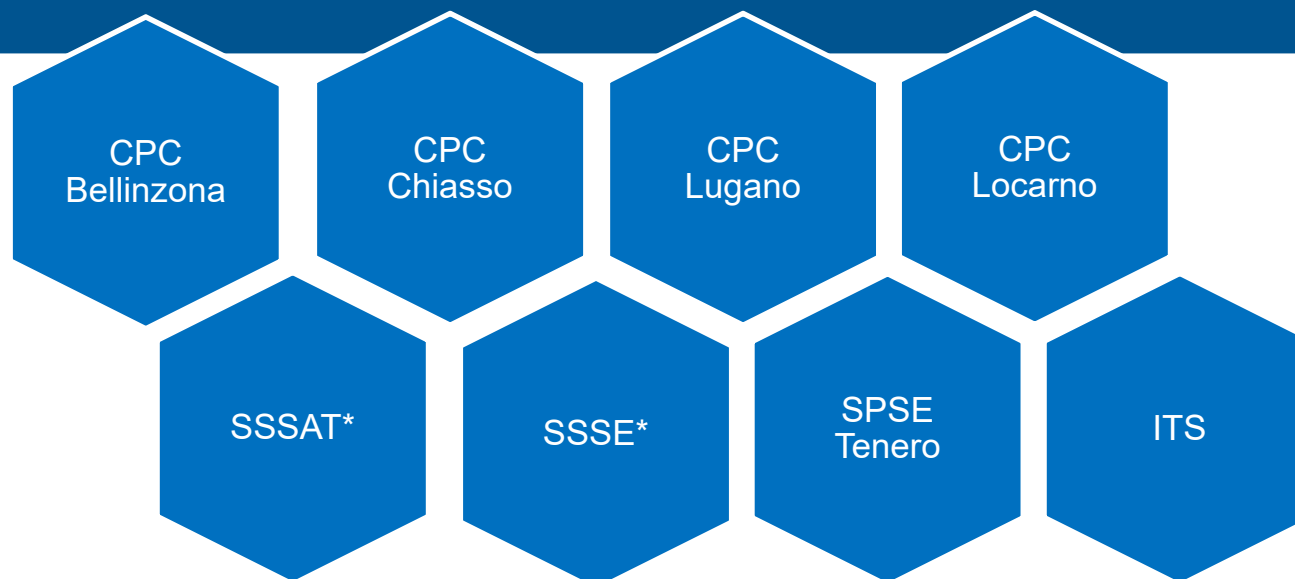 CPC
Bellinzona
CPC
Chiasso
CPC
Lugano
CPC
Locarno
SSSAT*
SSSE*
SPSE
Tenero
ITS